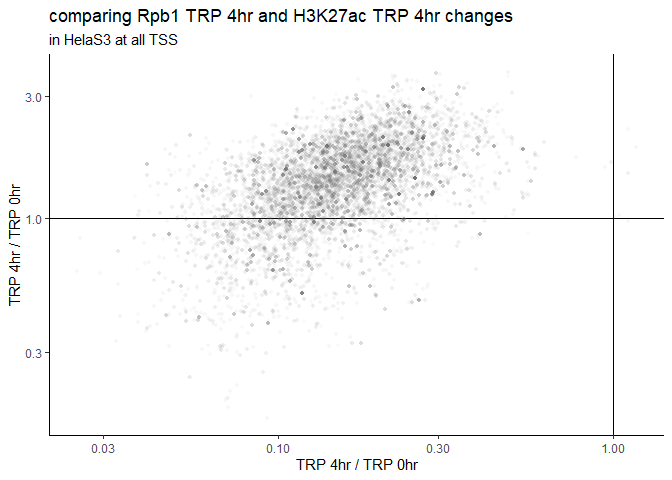 comparing Rpb1 TRP 4hr and H3K27ac TRP 4hr changes
in HelaS3 at all TSS
TRP 4hr / TRP 0hr
3.0
1.0
0.3
0.03
0.10
0.30
1.00
TRP 4hr / TRP 0hr